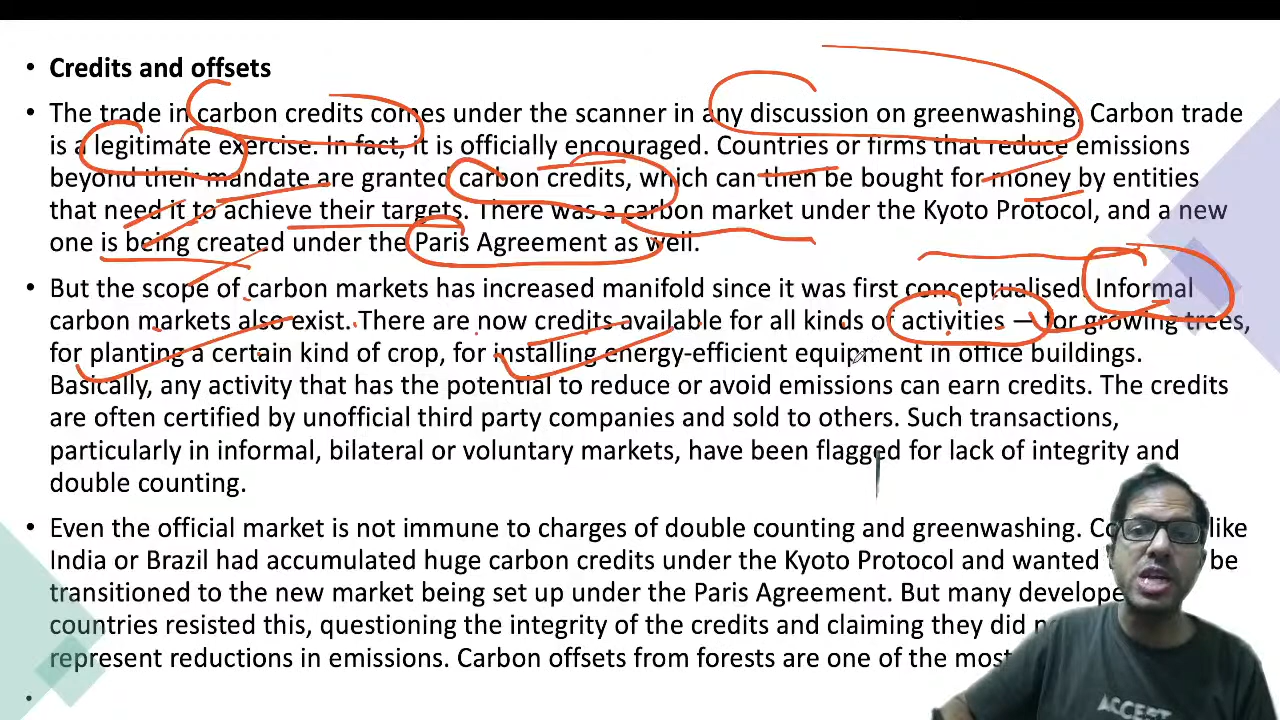 • Credits and offsets
• The trade in carbon credits comes under the scanner in any discussion on greenwashing. Carbon trade
is a legitimate exercise. In fact, it is officially encouraged. Countries or firms that reduce emissions
beyond their mandate are granted carbon credits, which can then be bought for money by entities
that need it to achieve their targets. There was a carbon market under the Kyoto Protocol, and a new
one is being created under the Paris Agreement as well.
• But the scope of carbon markets has increased manifold since it was first conceptualised. Informal
carbon markets also exist. There are now credits available for all kinds of activities — for growing trees,
for planting a certain kind of crop, for installing energy-efficient equipment in office buildings.
Basically, any activity that has the potential to reduce or avoid emissions can earn credits. The credits
are often certified by unofficial third party companies and sold to others. Such transactions,
particularly in informal, bilateral or voluntary markets, have been flagged for lack of integrity and
double counting.
• Even the official market is not immune to charges of double counting and greenwashing. like
India or Brazil had accumulated huge carbon credits under the Kyoto Protocol and wanted be
transitioned to the new market being set up under the Paris Agreement. But many
countries resisted this, questioning the integrity of the credits and claiming they did
represent reductions in emissions. Carbon offsets from forests are one of the
•
ACCEPT